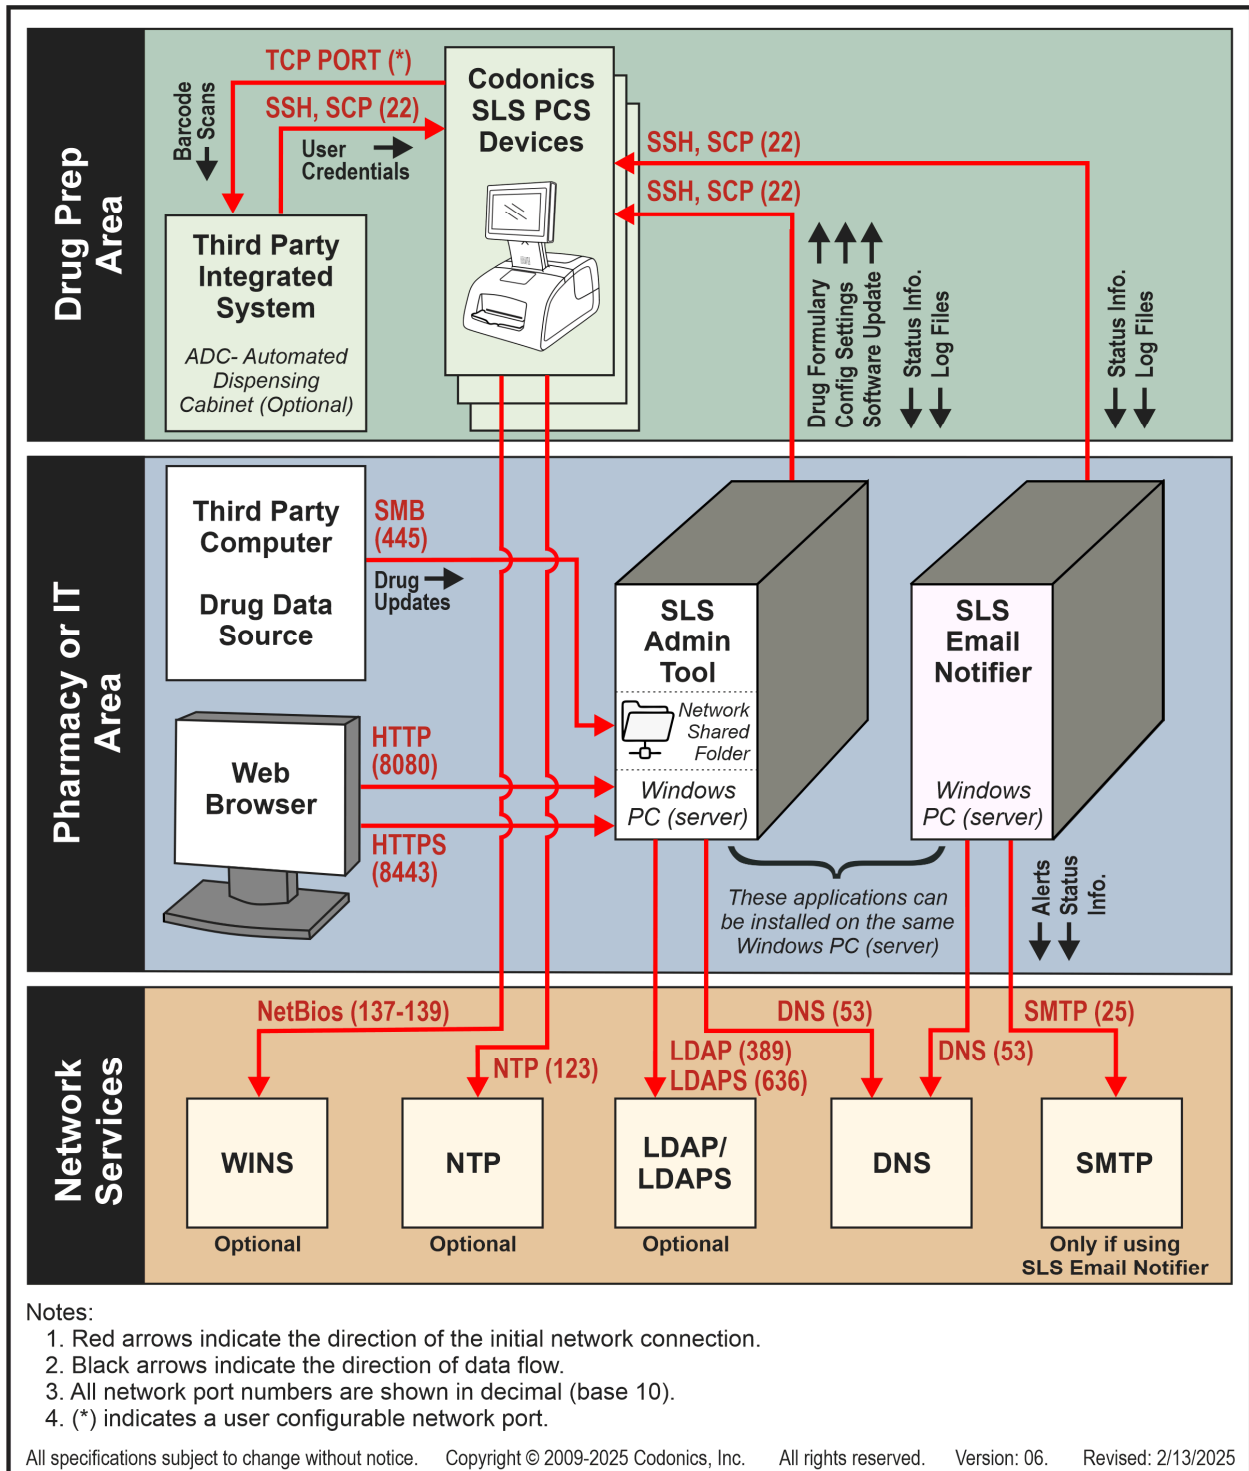 Drug Prep
Area
TCP PORT (*)
Barcode
Scans
SSH, SCP (22)
User
Credentials
Codonics
SLS PCS
Devices
SSH, SCP (22)
SSH, SCP (22)
Third Party
Integrated
System
ADC- Automated
Dispensing
Cabinet (Optional)
Drug Formulary
Config Settings
Software Update
Status Info.
Log Files
Status Info.
Log Files
Pharmacy or IT
Area
Third Party
Computer
Drug Data
Source
SMB
(445)
Drug
Updates
Web
Browser
HTTP
(8080)
HTTPS
(8443)
SLS
Admin
Tool
Network
Shared
Folder
Windows
PC (server)
SLS
Email
Notifier
Windows
PC (server)
These applications can
be installed on the same
Windows PC (server)
Alerts
Status
Info.
Network
Services
NetBios (137-139)
NTP (123)
LDAP (389)
LDAPS (636)
DNS (53)
DNS (53)
SMTP (25)
WINS
Optional
NTP
Optional
LDAP/
LDAPS
Optional
DNS
SMTP
Only if using
SLS Email Notifier
Notes:
1. Red arrows indicate the direction of the initial network connection.
2. Black arrows indicate the direction of data flow.
3. All network port numbers are shown in decimal (base 10).
4. (*) indicates a user configurable network port.
All specifications subject to change without notice. Copyright © 2009-2025 Codonics, Inc. All rights reserved. Version: 06. Revised: 2/13/2025